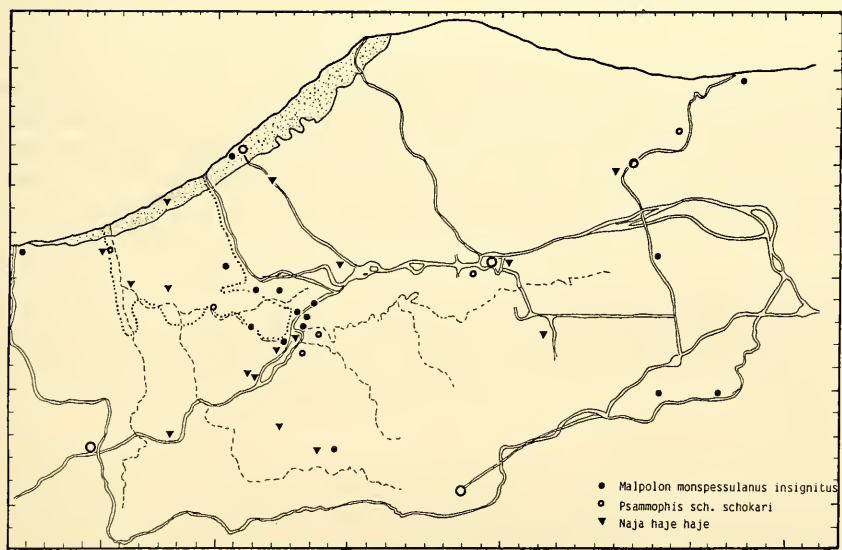 Malpolon monspessulanus insignitus
Psammophis sch. schokari
Naja haje haje